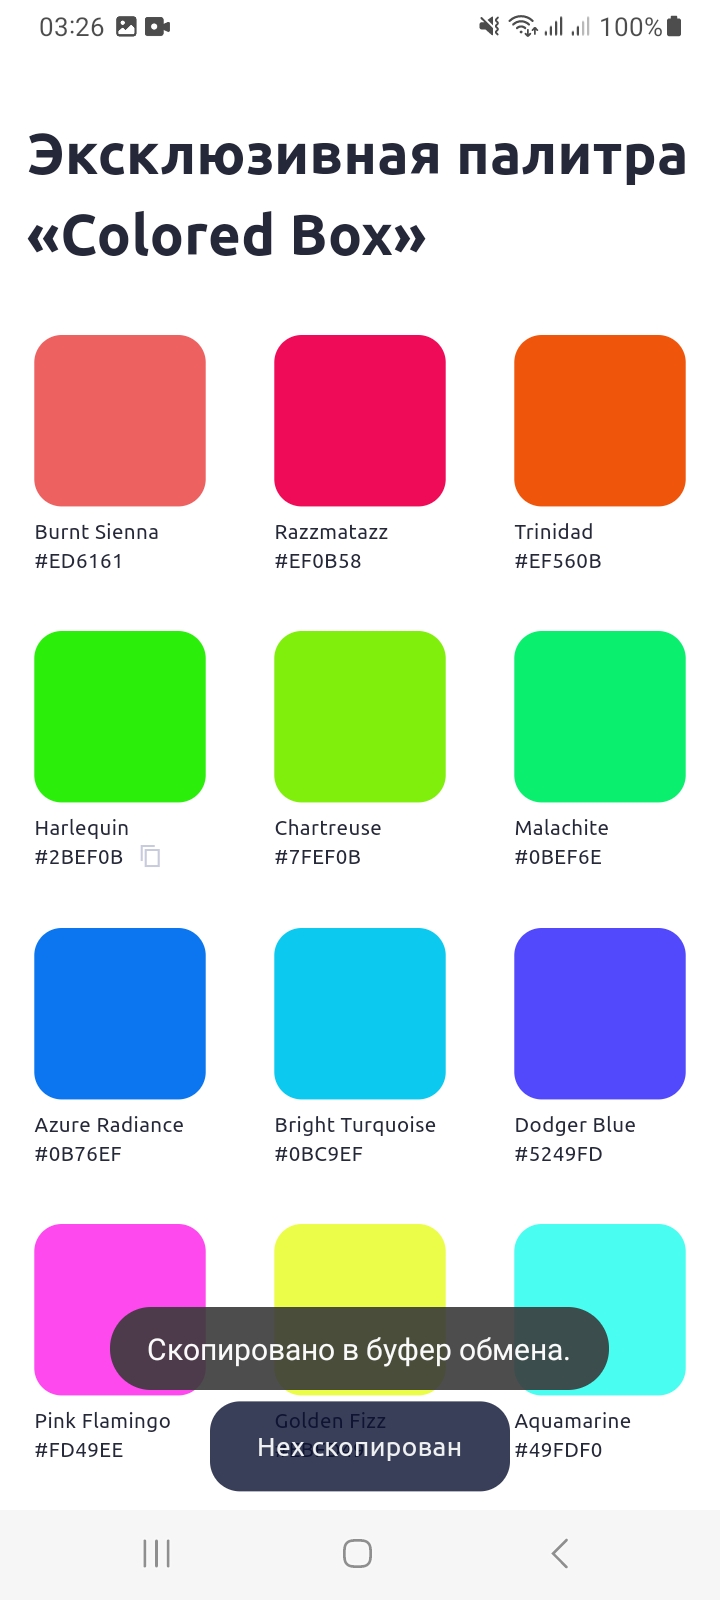 03:26
100%
Эксклюзивная палитра
«Colored Box»
Burnt Sienna
#ED6161
Razzmatazz
#EF0B58
Trinidad
#EF560B
Harlequin
#2BEF0B
Chartreuse
#7FEF0B
Malachite
#0BEF6E
Azure Radiance
#0B76EF
Bright Turquoise
#0BC9EF
Dodger Blue
#5249FD
Скопировано в буфер обмена.
Pink Flamingo
#FD49EE
Golden Fizz
Aquamarine
#49FDF0
Hex скопирован